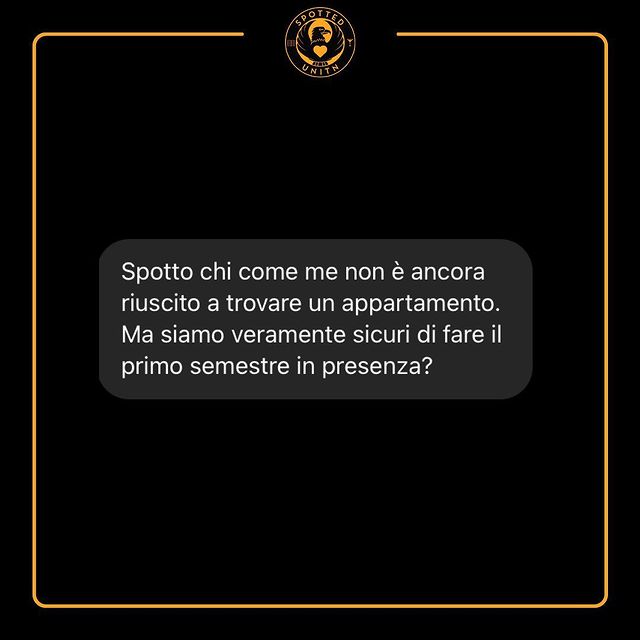 SPOTTED
UNITN
Spotto chi come me non è ancora
riuscito a trovare un appartamento.
Ma siamo veramente sicuri di fare il
primo semestre in presenza?